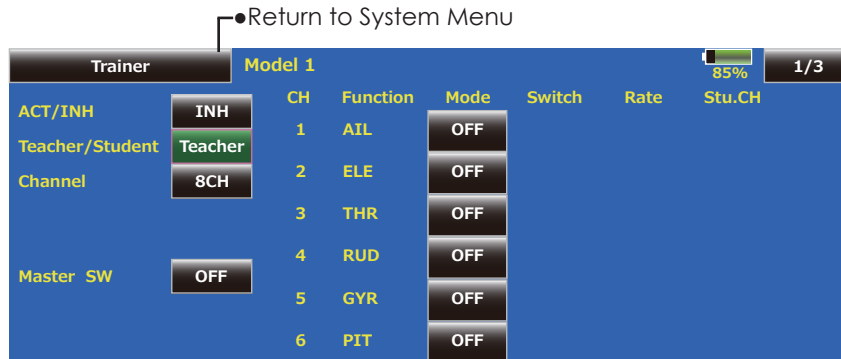 ●Return to System Menu
Trainer Model 1 85% 1/3
CH Function Mode Switch Rate Stu.CH
ACT/INH INH
1 AIL OFF
Teacher/Student Teacher
2 ELE OFF
Channel 8CH
3 THR OFF
4 RUD OFF
Master SW OFF
5 GYR OFF
6 PIT OFF